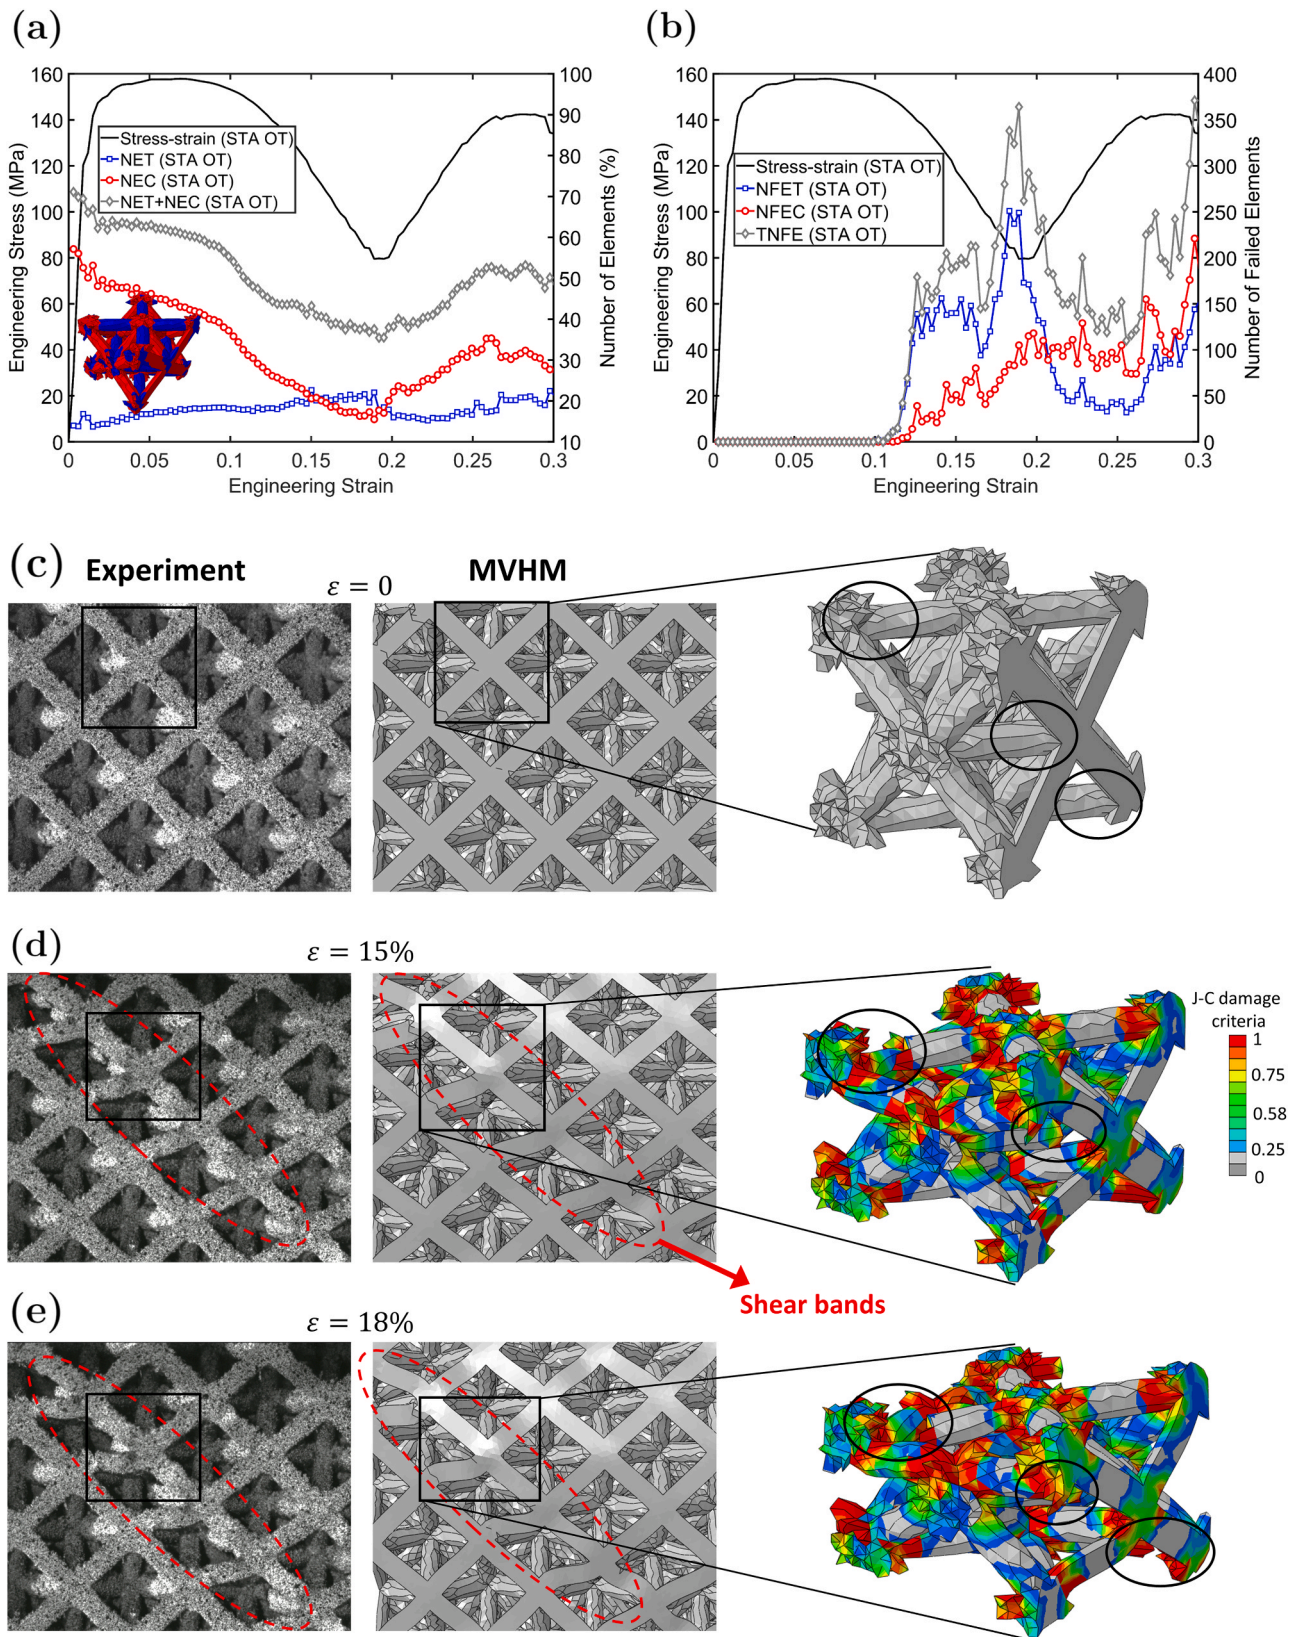 (a)
160
140
120
100
80
60
40
20
0
Engineering Stress (MPa)
100
90
80
70
60
50
40
30
20
10
Number of Elements (%)
Stress-strain (STA OT)
NET (STA OT)
NEC (STA OT)
NET+NEC (STA OT)
0 0.05 0.1 0.15 0.2 0.25 0.3
Engineering Strain
(b)
160
140
120
100
80
60
40
20
0
Engineering Stress (MPa)
400
350
300
250
200
150
100
50
0
Number of Failed Elements
Stress-strain (STA OT)
NFET (STA OT)
NFEC (STA OT)
TNFE (STA OT)
0 0.05 0.1 0.15 0.2 0.25 0.3
Engineering Strain
(c)
Experiment
ε = 0
MVHM
(d)
ε = 15%
J-C damage
criteria
1
0.75
0.58
0.25
0
Shear bands
(e)
ε = 18%